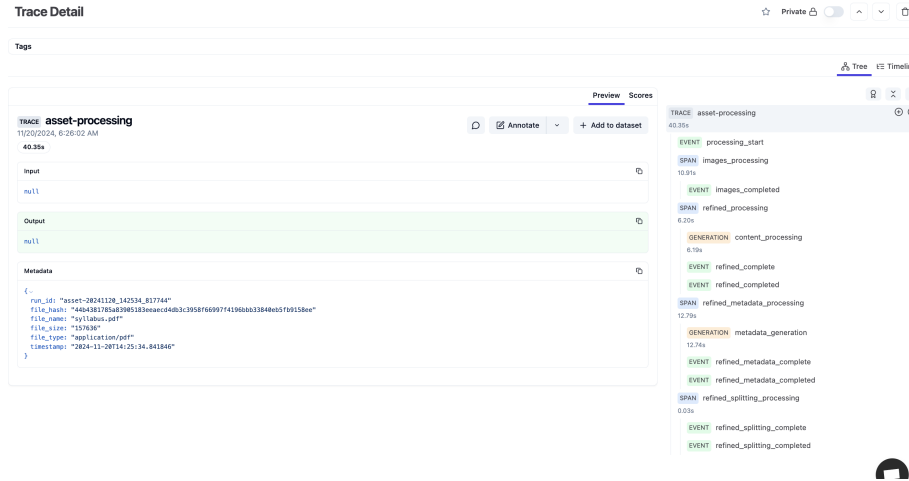 Trace Detail
Private
Tags
Tree Timeli
Preview Scores
TRACE asset-processing
11/20/2024, 6:26:02 AM
Annotate
+ Add to dataset
40.35s
Input
null
Output
null
Metadata
{
run_id: "asset-20241120_142534_817744"
file_hash: "44b4381785a83905183eeaecd4db3c3958f66997f4196bbb33840eb5fb9158ee"
file_name: "syllabus.pdf"
file_size: "157636"
file_type: "application/pdf"
timestamp: "2024-11-20T14:25:34.841846"
}
TRACE asset-processing
40.35s
EVENT processing_start
SPAN images_processing
10.91s
EVENT images_completed
SPAN refined_processing
6.20s
GENERATION content_processing
6.19s
EVENT refined_complete
EVENT refined_completed
SPAN refined_metadata_processing
12.79s
GENERATION metadata_generation
12.74s
EVENT refined_metadata_complete
EVENT refined_metadata_completed
SPAN refined_splitting_processing
0.03s
EVENT refined_splitting_complete
EVENT refined_splitting_completed